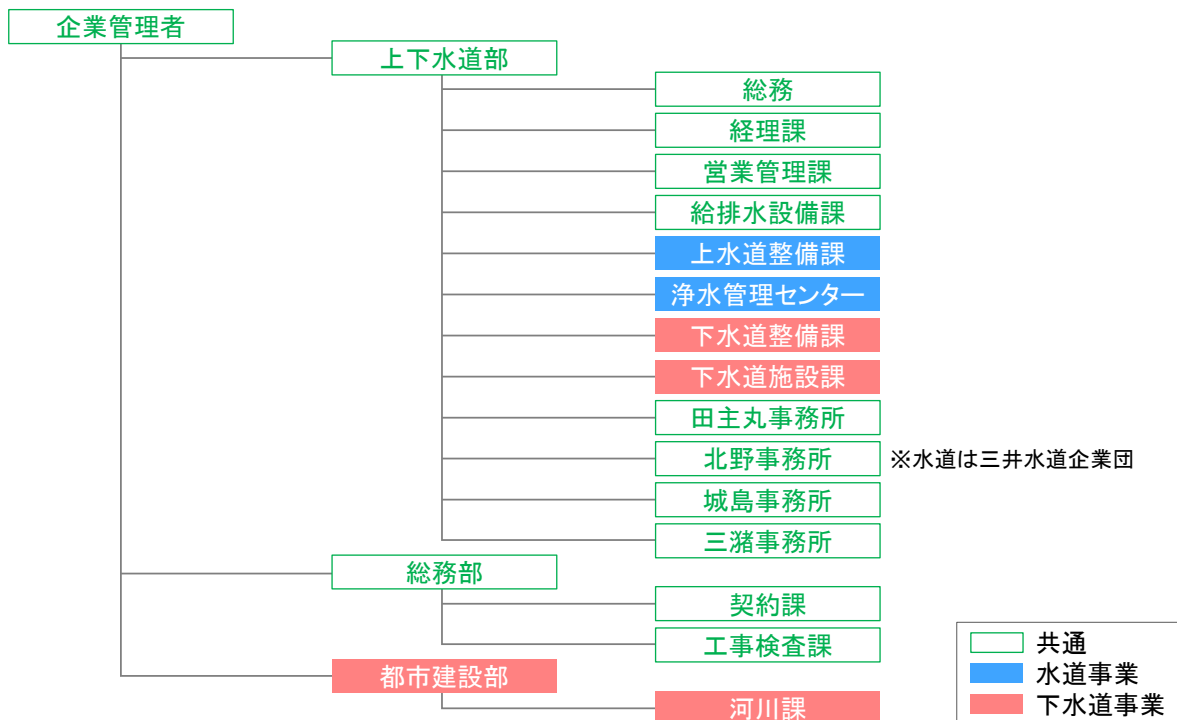 企業管理者
上下水道部
総務
経理課
営業管理課
給排水設備課
上水道整備課
浄水管理センター
下水道整備課
下水道施設課
田主丸事務所
北野事務所 ※水道は三井水道企業団
城島事務所
三潴事務所
総務部
契約課
工事検査課
都市建設部
河川課
共通
水道事業
下水道事業